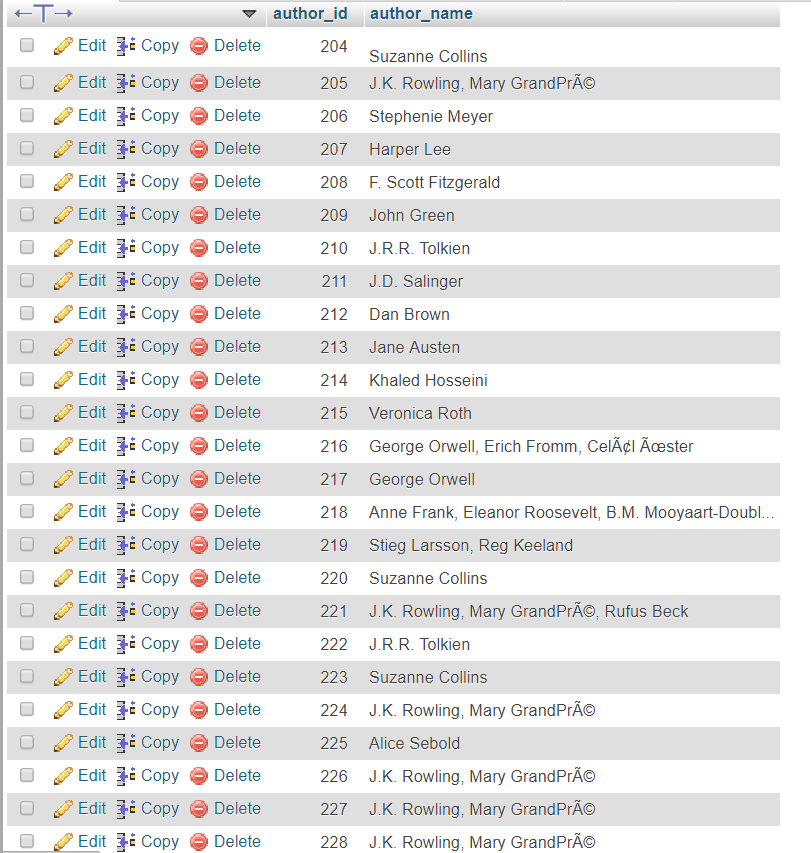 author_id author_name
Edit Copy Delete 204 Suzanne Collins
Edit Copy Delete 205 J.K. Rowling, Mary GrandPrÃ©
Edit Copy Delete 206 Stephenie Meyer
Edit Copy Delete 207 Harper Lee
Edit Copy Delete 208 F. Scott Fitzgerald
Edit Copy Delete 209 John Green
Edit Copy Delete 210 J.R.R. Tolkien
Edit Copy Delete 211 J.D. Salinger
Edit Copy Delete 212 Dan Brown
Edit Copy Delete 213 Jane Austen
Edit Copy Delete 214 Khaled Hosseini
Edit Copy Delete 215 Veronica Roth
Edit Copy Delete 216 George Orwell, Erich Fromm, CelÃ¢l Ãœster
Edit Copy Delete 217 George Orwell
Edit Copy Delete 218 Anne Frank, Eleanor Roosevelt, B.M. Mooyaart-Doubl...
Edit Copy Delete 219 Stieg Larsson, Reg Keeland
Edit Copy Delete 220 Suzanne Collins
Edit Copy Delete 221 J.K. Rowling, Mary GrandPrÃ©, Rufus Beck
Edit Copy Delete 222 J.R.R. Tolkien
Edit Copy Delete 223 Suzanne Collins
Edit Copy Delete 224 J.K. Rowling, Mary GrandPrÃ©
Edit Copy Delete 225 Alice Sebold
Edit Copy Delete 226 J.K. Rowling, Mary GrandPrÃ©
Edit Copy Delete 227 J.K. Rowling, Mary GrandPrÃ©
Edit Copy Delete 228 J.K. Rowling, Mary GrandPrÃ©